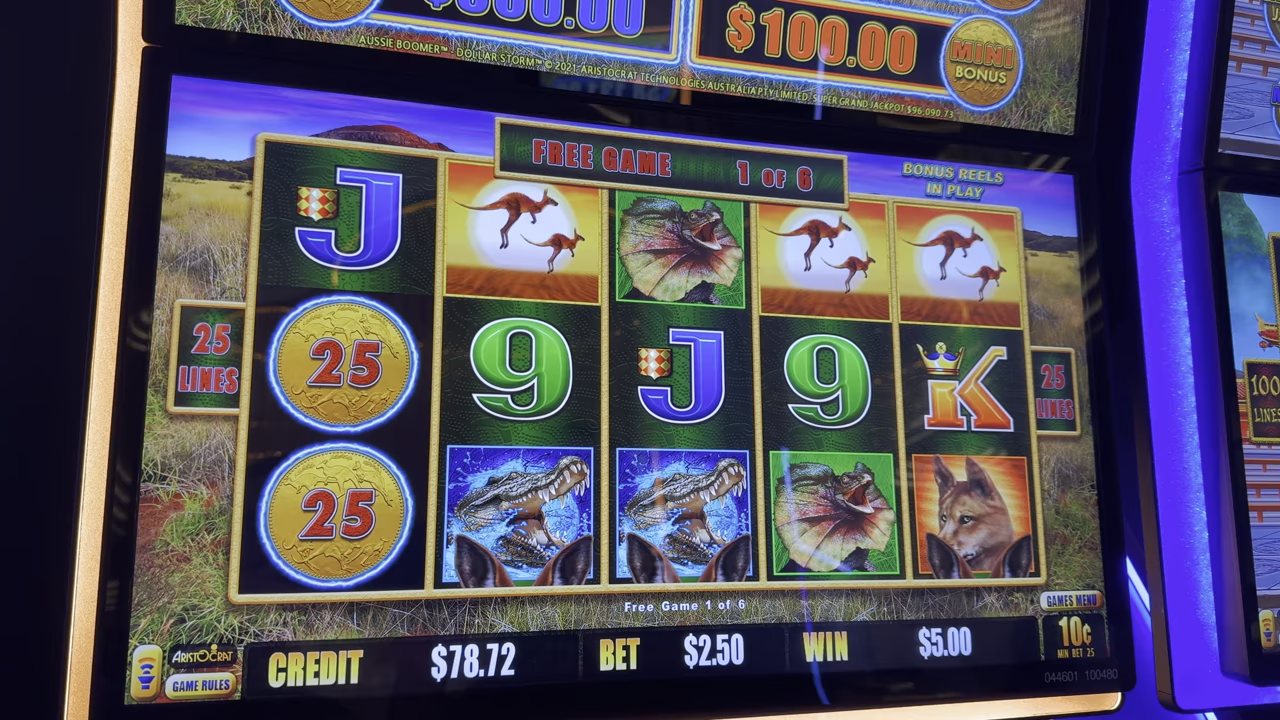 $100.00
MINI
BONUS
AUSSIE BOOMER™ - DOLLAR STORM™ © 2021 ARISTOCRAT TECHNOLOGIES AUSTRALIA PTY LIMITED. SUPER GRAND JACKPOT $96,090.73
FREE GAME 1 OF 6
BONUS REELS
IN PLAY
J
25
LINES
25
9
J
9
K
25
LINES
25
Free Game 1 of 6
GAMES MENU
ARISTOCRAT
GAME RULES
CREDIT $78.72 BET $2.50 WIN $5.00
10¢
MIN BET 25
044601 100480
100
LINES